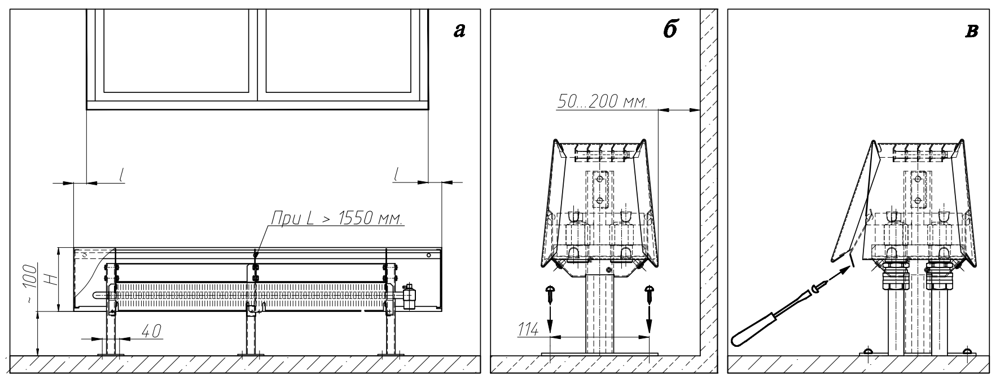 а
б
в
50...200 мм.
l
l
При L > 1550 мм.
~ 100
H
40
114